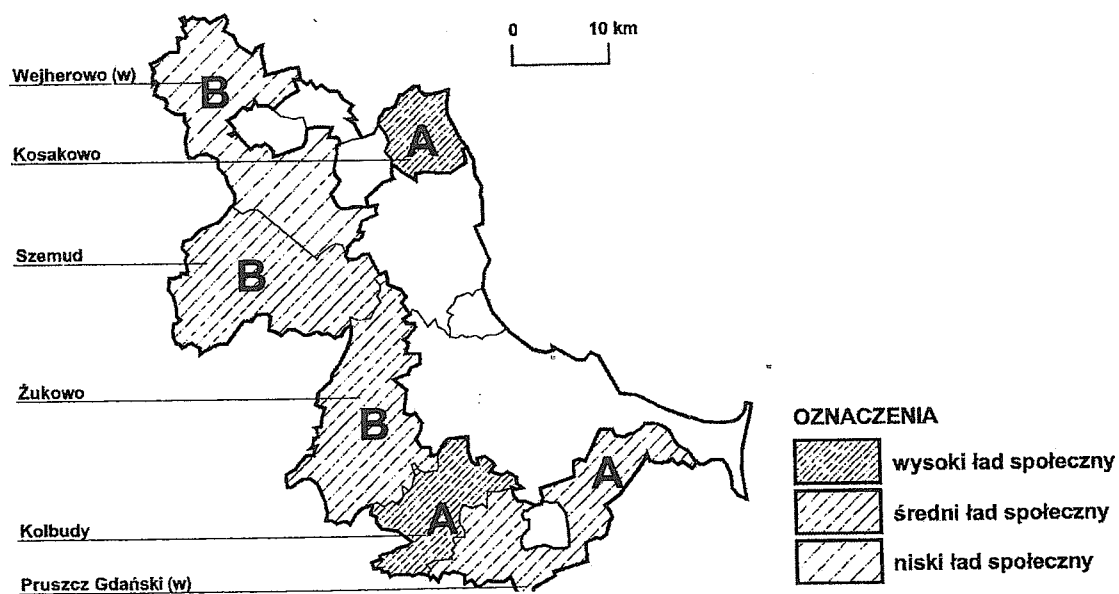 0 10 km
Wejherowo (w)
B
A
Kosakowo
Szemud
B
Żukowo
B
OZNACZENIA
A
wysoki ład społeczny
A
średni ład społeczny
Kolbudy
niski ład społeczny
Pruszcz Gdański (w)